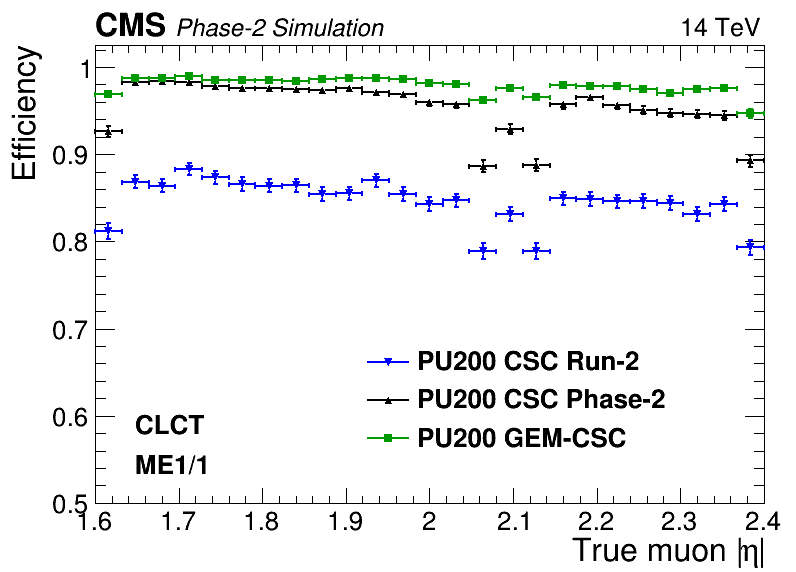 CMS Phase-2 Simulation 14 TeV
Efficiency
1
0.9
0.8
0.7
0.6
0.5
PU200 CSC Run-2
PU200 CSC Phase-2
PU200 GEM-CSC
CLCT
ME1/1
1.6 1.7 1.8 1.9 2 2.1 2.2 2.3 2.4
True muon |η|